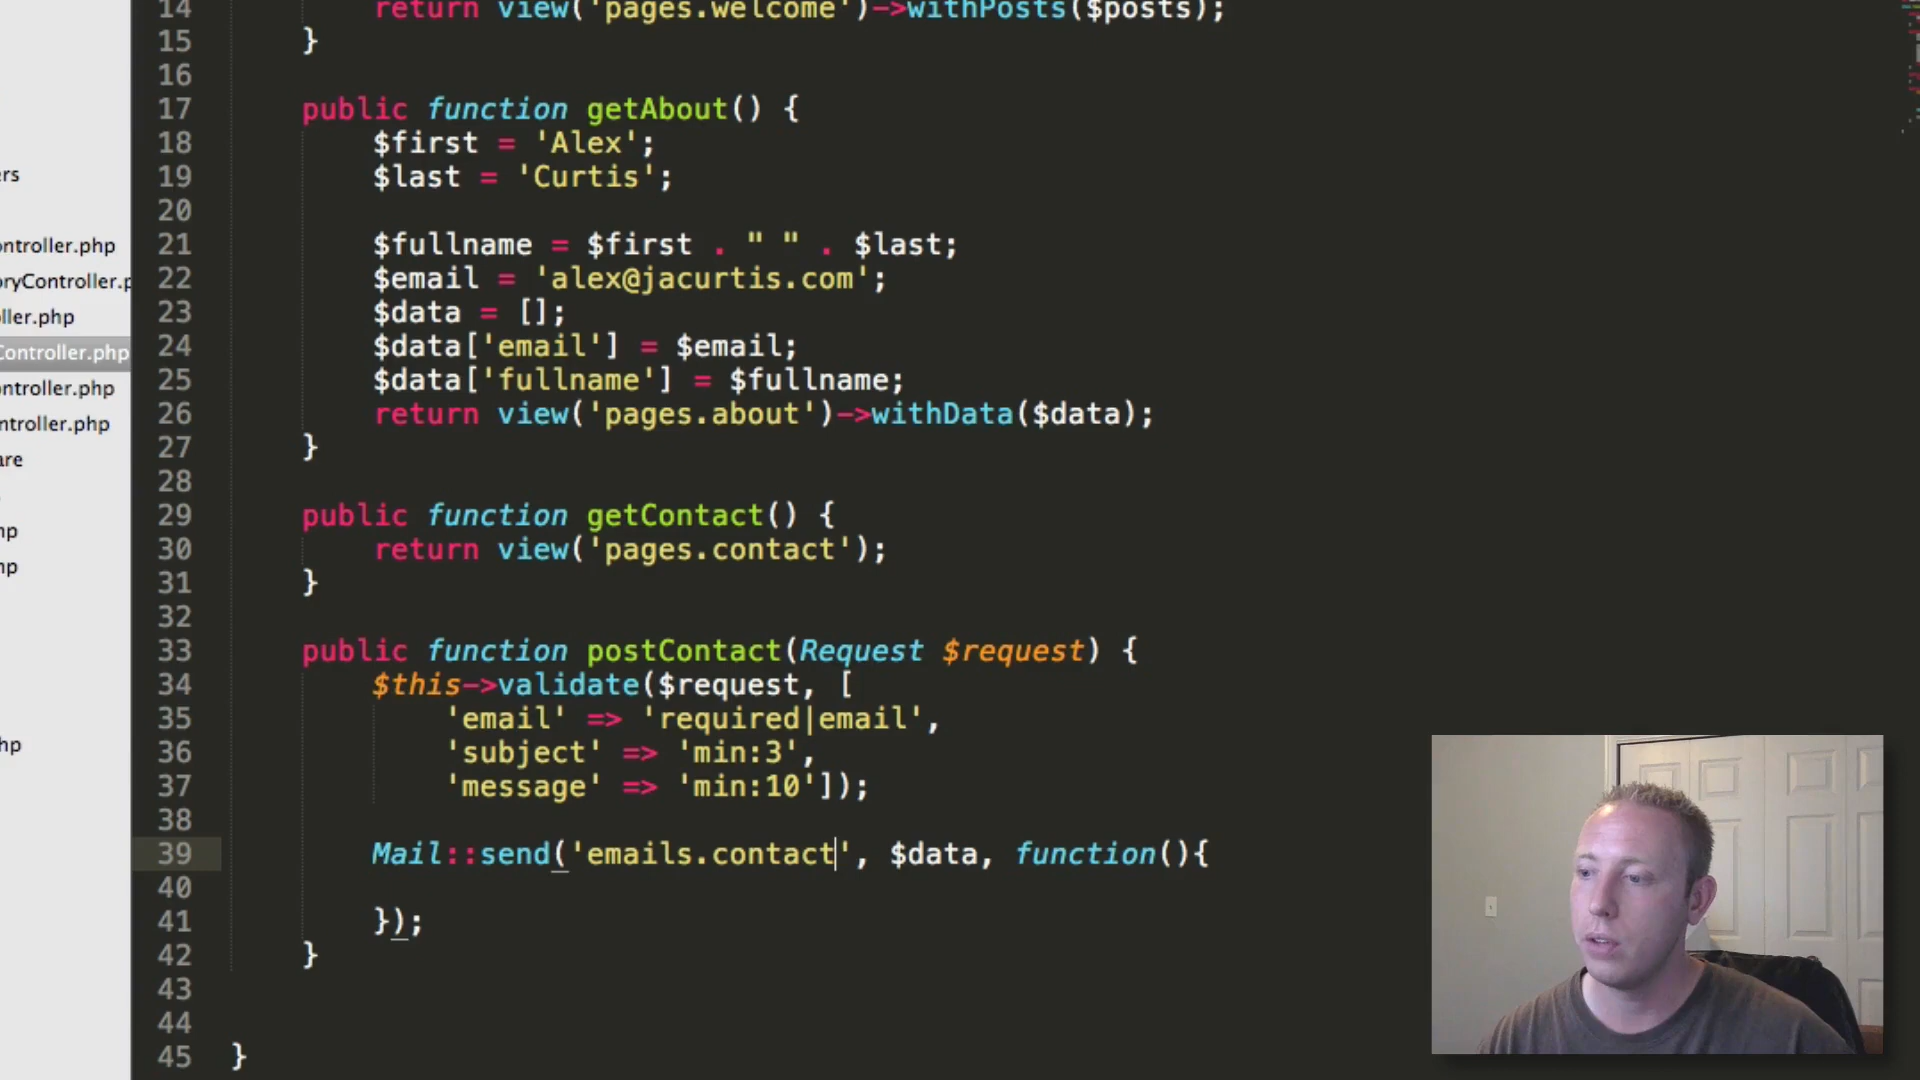 14 return view('pages.welcome')->withPosts($posts);
15 }
16
17 public function getAbout() {
18 $first = 'Alex';
19 $last = 'Curtis';
20
21 $fullname = $first . " " . $last;
22 $email = 'alex@jacurtis.com';
23 $data = [];
24 $data['email'] = $email;
25 $data['fullname'] = $fullname;
26 return view('pages.about')->withData($data);
27 }
28
29 public function getContact() {
30 return view('pages.contact');
31 }
32
33 public function postContact(Request $request) {
34 $this->validate($request, [
35 'email' => 'required|email',
36 'subject' => 'min:3',
37 'message' => 'min:10']);
38
39 Mail::send('emails.contact', $data, function(){
40
41 });
42 }
43
44
45 }
ers
ontroller.php
oryController.p
ller.php
Controller.php
ontroller.php
ntroller.php
are
np
np
hp